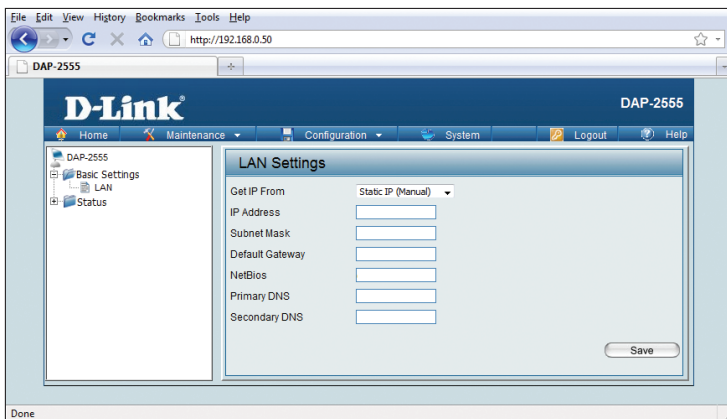 File Edit View History Bookmarks Tools Help
http://192.168.0.50
DAP-2555
D-Link®
DAP-2555
Home Maintenance Configuration System Logout Help
DAP-2555
Basic Settings
LAN
Status
LAN Settings
Get IP From Static IP (Manual)
IP Address
Subnet Mask
Default Gateway
NetBios
Primary DNS
Secondary DNS
Save
Done